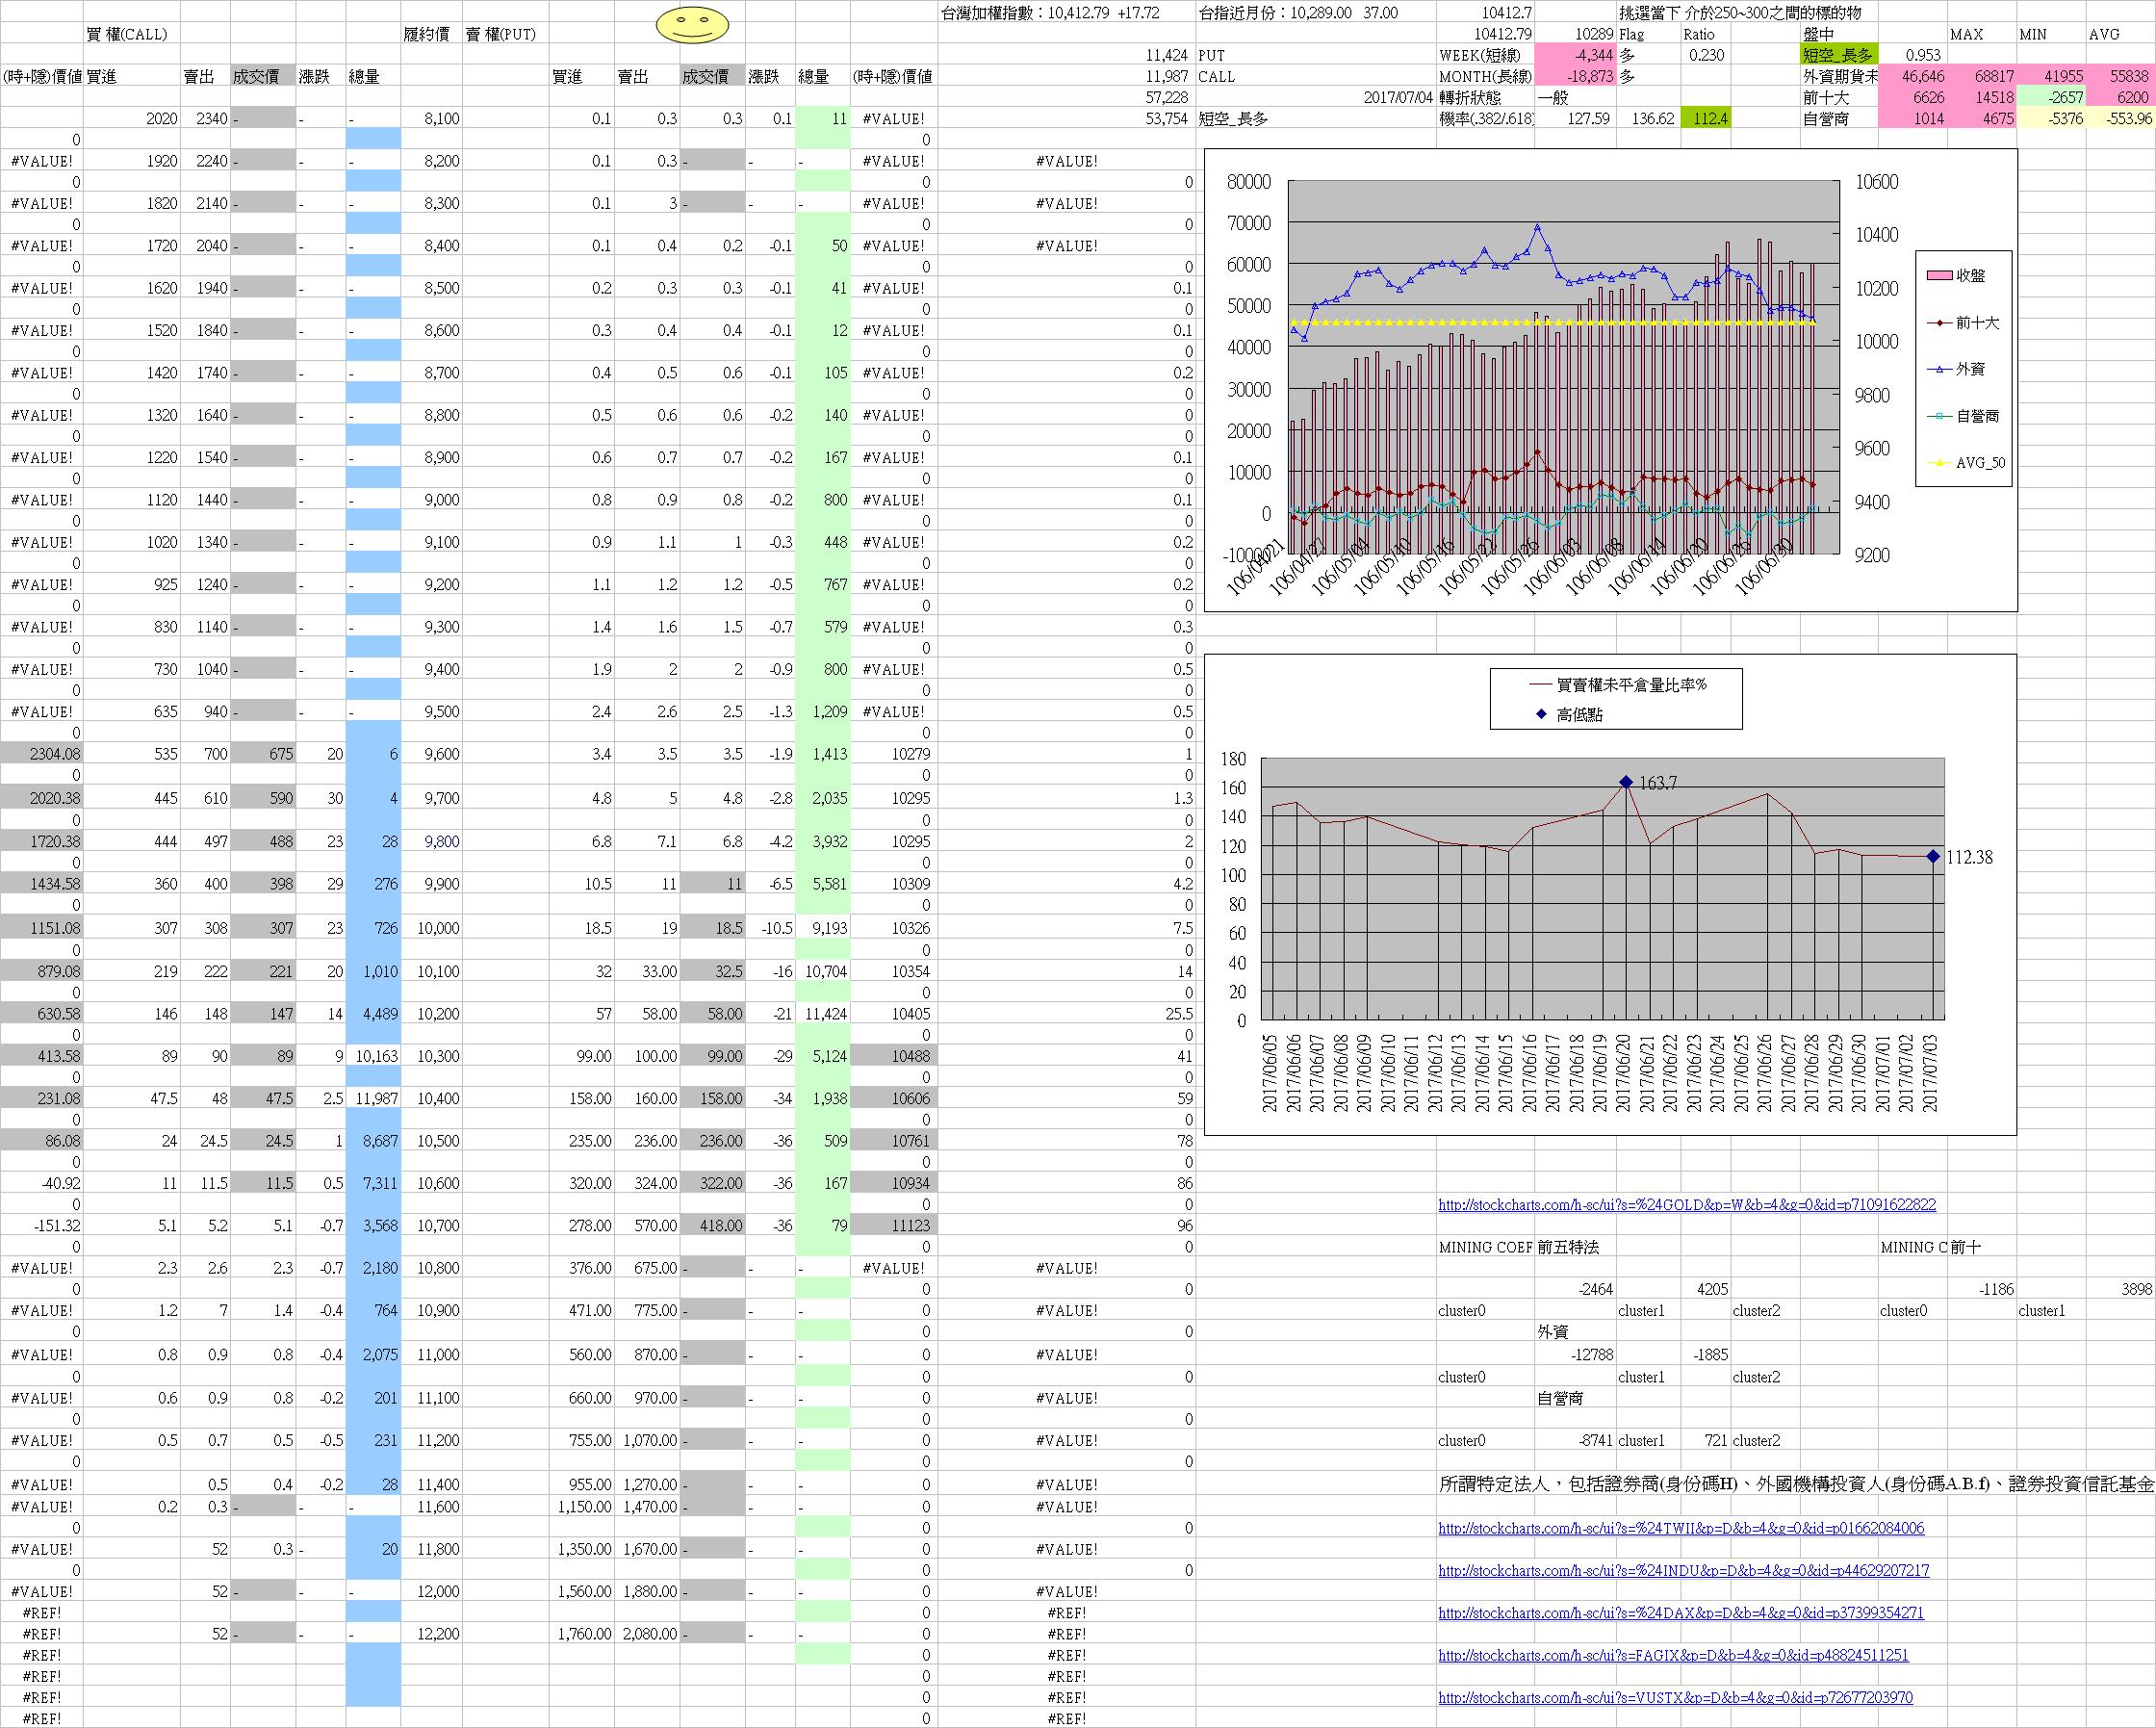 台灣加權指數：10,412.79 +17.72 台指近月份：10,289.00 37.00 10412.7 挑選當下 介於250~300之間的標的物
買 權(CALL) 履約價 賣 權(PUT) 10412.79 10289 Flag Ratio 盤中 MAX MIN AVG
11,424 PUT WEEK(短線) -4,344 多 0.230 短空_長多 0.953
(時+隱)價值 買進 賣出 成交價 漲跌 總量 買進 賣出 成交價 漲跌 總量 (時+隱)價值 11,987 CALL MONTH(長線) -18,873 多 外資期貨未 46,646 68817 41955 55838
57,228 2017/07/04 轉折狀態 一般 前十大 6626 14518 -2657 6200
2020 2340 - - - 8,100 0.1 0.3 0.3 0.1 11 #VALUE! 53,754 短空_長多 機率(.382/.618) 127.59 136.62 112.4 自營商 1014 4675 -5376 -553.96
0 0
#VALUE! 1920 2240 - - - 8,200 0.1 0.3 - - - #VALUE! #VALUE!
0 0 0
#VALUE! 1820 2140 - - - 8,300 0.1 3 - - - #VALUE! #VALUE!
0 0 0
#VALUE! 1720 2040 - - - 8,400 0.1 0.4 0.2 -0.1 50 #VALUE! #VALUE!
0 0 0
#VALUE! 1620 1940 - - - 8,500 0.2 0.3 0.3 -0.1 41 #VALUE! 0.1
0 0 0
#VALUE! 1520 1840 - - - 8,600 0.3 0.4 0.4 -0.1 12 #VALUE! 0.1
0 0 0
#VALUE! 1420 1740 - - - 8,700 0.4 0.5 0.6 -0.1 105 #VALUE! 0.2
0 0 0
#VALUE! 1320 1640 - - - 8,800 0.5 0.6 0.6 -0.2 140 #VALUE! 0
0 0 0
#VALUE! 1220 1540 - - - 8,900 0.6 0.7 0.7 -0.2 167 #VALUE! 0.1
0 0 0
#VALUE! 1120 1440 - - - 9,000 0.8 0.9 0.8 -0.2 800 #VALUE! 0.1
0 0 0
#VALUE! 1020 1340 - - - 9,100 0.9 1.1 1 -0.3 448 #VALUE! 0.2
0 0 0
#VALUE! 925 1240 - - - 9,200 1.1 1.2 1.2 -0.5 767 #VALUE! 0.2
0 0 0
#VALUE! 830 1140 - - - 9,300 1.4 1.6 1.5 -0.7 579 #VALUE! 0.3
0 0 0
#VALUE! 730 1040 - - - 9,400 1.9 2 2 -0.9 800 #VALUE! 0.5
0 0 0
#VALUE! 635 940 - - - 9,500 2.4 2.6 2.5 -1.3 1,209 #VALUE! 0.5
0 0 0
2304.08 535 700 675 20 6 9,600 3.4 3.5 3.5 -1.9 1,413 10279 1
0 0 0
2020.38 445 610 590 30 4 9,700 4.8 5 4.8 -2.8 2,035 10295 1.3
0 0 0
1720.38 444 497 488 23 28 9,800 6.8 7.1 6.8 -4.2 3,932 10295 2
0 0 0
1434.58 360 400 398 29 276 9,900 10.5 11 11 -6.5 5,581 10309 4.2
0 0 0
1151.08 307 308 307 23 726 10,000 18.5 19 18.5 -10.5 9,193 10326 7.5
0 0 0
879.08 219 222 221 20 1,010 10,100 32 33.00 32.5 -16 10,704 10354 14
0 0 0
630.58 146 148 147 14 4,489 10,200 57 58.00 58.00 -21 11,424 10405 25.5
0 0 0
413.58 89 90 89 9 10,163 10,300 99.00 100.00 99.00 -29 5,124 10488 41
0 0 0
231.08 47.5 48 47.5 2.5 11,987 10,400 158.00 160.00 158.00 -34 1,938 10606 59
0 0 0
86.08 24 24.5 24.5 1 8,687 10,500 235.00 236.00 236.00 -36 509 10761 78
0 0 0
-40.92 11 11.5 11.5 0.5 7,311 10,600 320.00 324.00 322.00 -36 167 10934 86
0 0 0
-151.32 5.1 5.2 5.1 -0.7 3,568 10,700 278.00 570.00 418.00 -36 79 11123 96
0 0 0
#VALUE! 2.3 2.6 2.3 -0.7 2,180 10,800 376.00 675.00 - - - #VALUE! #VALUE!
0 0 0
#VALUE! 1.2 7 1.4 -0.4 764 10,900 471.00 775.00 - - - 0 #VALUE!
0 0 0
#VALUE! 0.8 0.9 0.8 -0.4 2,075 11,000 560.00 870.00 - - - 0 #VALUE!
0 0 0
#VALUE! 0.6 0.9 0.8 -0.2 201 11,100 660.00 970.00 - - - 0 #VALUE!
0 0 0
#VALUE! 0.5 0.7 0.5 -0.5 231 11,200 755.00 1,070.00 - - - 0 #VALUE!
0 0 0
#VALUE! 0.5 0.4 -0.2 28 11,400 955.00 1,270.00 - - - 0 #VALUE!
#VALUE! 0.2 0.3 - - - 11,600 1,150.00 1,470.00 - - - 0 #VALUE!
0 0 0
#VALUE! 52 0.3 - 20 11,800 1,350.00 1,670.00 - - - 0 #VALUE!
0 0 0
#VALUE! 52 - - - 12,000 1,560.00 1,880.00 - - - 0 #VALUE!
#REF! 0 #REF!
#REF! 52 - - - 12,200 1,760.00 2,080.00 - - - 0 #REF!
#REF! 0 #REF!
#REF! 0 #REF!
#REF! 0 #REF!
#REF! 0 #REF!
80000 10600
70000
10400
60000
10200
50000
10000
40000
30000
9800
20000
9600
10000
9400
0
-10000 9200
106/04/21 106/04/27 106/05/04 106/05/10 106/05/16 106/05/22 106/05/26 106/06/03 106/06/08 106/06/14 106/06/20 106/06/26 106/06/30
收盤
前十大
外資
自營商
AVG_50
買賣權未平倉量比率%
高低點
180
160
140
120
100
80
60
40
20
0
163.7
112.38
2017/06/05 2017/06/06 2017/06/07 2017/06/08 2017/06/09 2017/06/10 2017/06/11 2017/06/12 2017/06/13 2017/06/14 2017/06/15 2017/06/16 2017/06/17 2017/06/18 2017/06/19 2017/06/20 2017/06/21 2017/06/22 2017/06/23 2017/06/24 2017/06/25 2017/06/26 2017/06/27 2017/06/28 2017/06/29 2017/06/30 2017/07/01 2017/07/02 2017/07/03
http://stockcharts.com/h-sc/ui?s=%24GOLD&p=W&b=4&g=0&id=p71091622822
MINING COEF 前五特法 MINING C 前十
-2464 4205 -1186 3898
cluster0 cluster1 cluster2 cluster0 cluster1
外資
-12788 -1885
cluster0 cluster1 cluster2
自營商
cluster0 -8741 cluster1 721 cluster2
所謂特定法人，包括證券商(身份碼H)、外國機構投資人(身份碼A.B.f)、證券投資信託基金
http://stockcharts.com/h-sc/ui?s=%24TWII&p=D&b=4&g=0&id=p01662084006
http://stockcharts.com/h-sc/ui?s=%24INDU&p=D&b=4&g=0&id=p44629207217
http://stockcharts.com/h-sc/ui?s=%24DAX&p=D&b=4&g=0&id=p37399354271
http://stockcharts.com/h-sc/ui?s=FAGIX&p=D&b=4&g=0&id=p48824511251
http://stockcharts.com/h-sc/ui?s=VUSTX&p=D&b=4&g=0&id=p72677203970